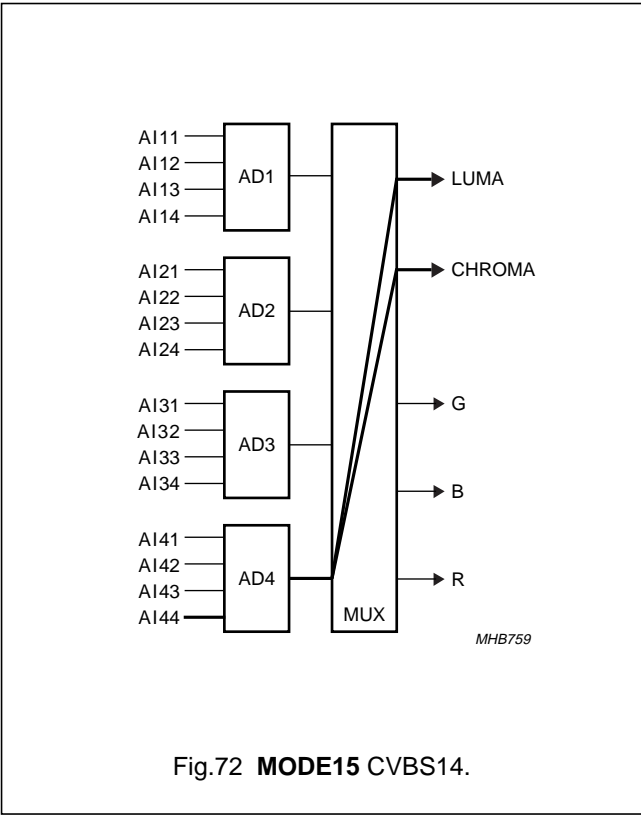 AI11
AI12
AI13
AI14
AD1
LUMA
CHROMA
AI21
AI22
AI23
AI24
AD2
AI31
AI32
AI33
AI34
AD3
G
B
AI41
AI42
AI43
AI44
AD4
R
MUX
MHB759
Fig.72 MODE15 CVBS14.